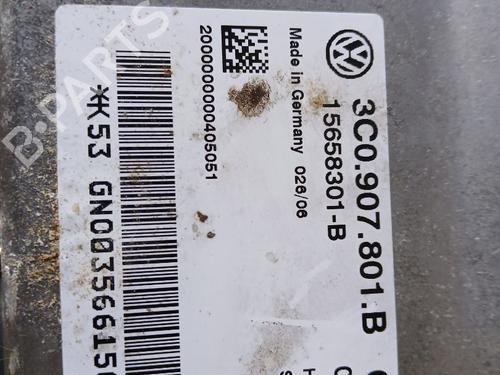 3C0.907.801.B
15658301-B
Made in Germany 026/06
2000000000405051
*K53 GN0035661
B-PARTS